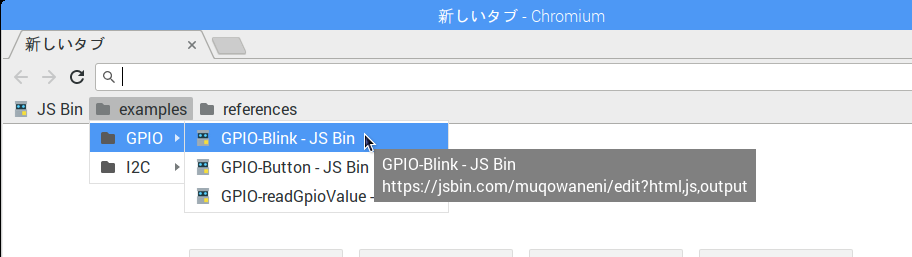 新しいタブ - Chromium
新しいタブ
JS Bin examples references
GPIO GPIO-Blink - JS Bin
GPIO-Blink - JS Bin
I2C GPIO-Button - JS Bin
https://jsbin.com/muqowaneni/edit?html,js,output
GPIO-readGpioValue -